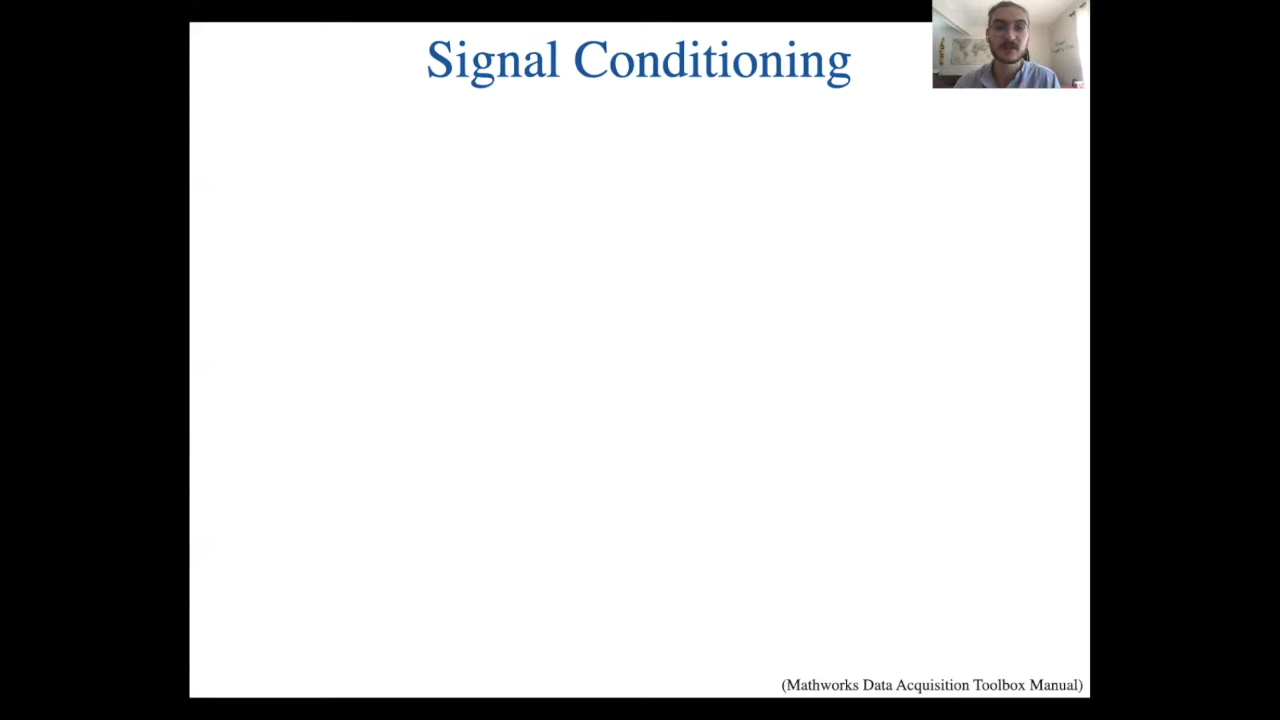 Signal Conditioning
(Mathworks Data Acquisition Toolbox Manual)